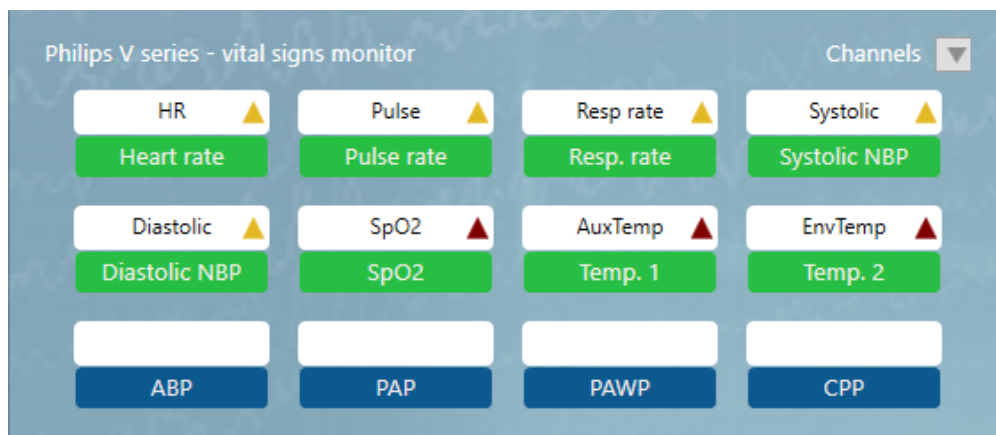 Philips V series - vital signs monitor
Channels
HR Pulse Resp rate Systolic
Heart rate Pulse rate Resp. rate Systolic NBP
Diastolic SpO2 AuxTemp EnvTemp
Diastolic NBP SpO2 Temp. 1 Temp. 2
ABP PAP PAWP CPP